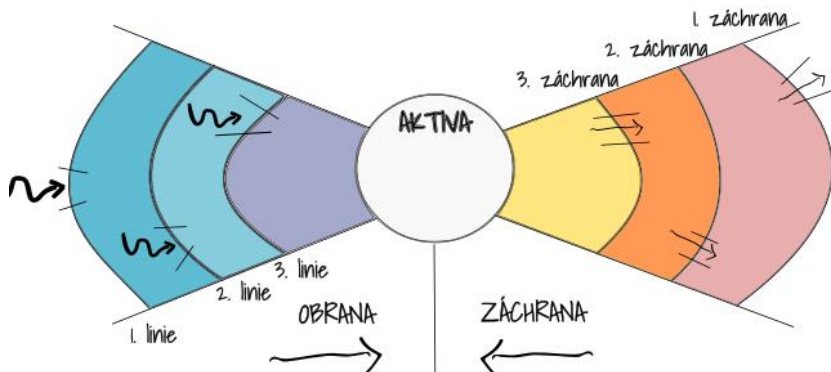 1. záchrana
2. záchrana
3. záchrana
AKTIVA
3. linie
2. linie
1. linie
OBRANA
ZÁCHRANA